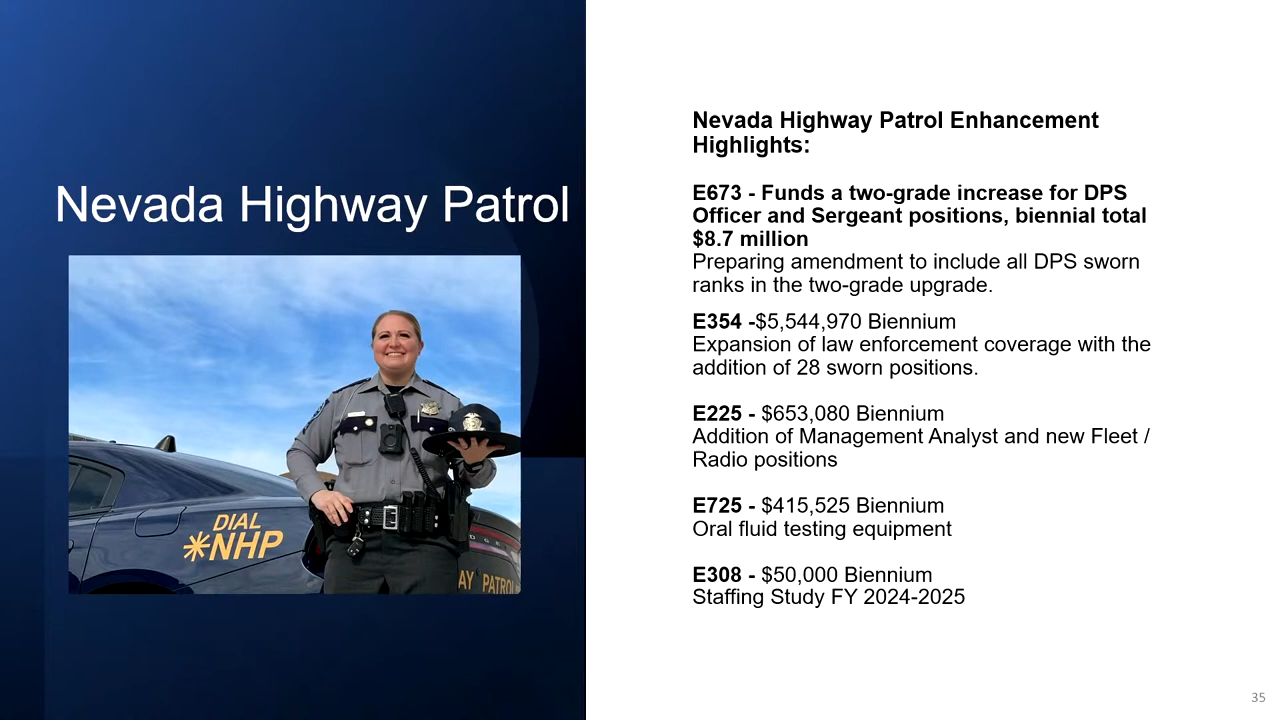 Nevada Highway Patrol
DIAL
*NHP
AY PATROL
Nevada Highway Patrol Enhancement
Highlights:
E673 - Funds a two-grade increase for DPS
Officer and Sergeant positions, biennial total
$8.7 million
Preparing amendment to include all DPS sworn
ranks in the two-grade upgrade.
E354 -$5,544,970 Biennium
Expansion of law enforcement coverage with the
addition of 28 sworn positions.
E225 - $653,080 Biennium
Addition of Management Analyst and new Fleet /
Radio positions
E725 - $415,525 Biennium
Oral fluid testing equipment
E308 - $50,000 Biennium
Staffing Study FY 2024-2025
35